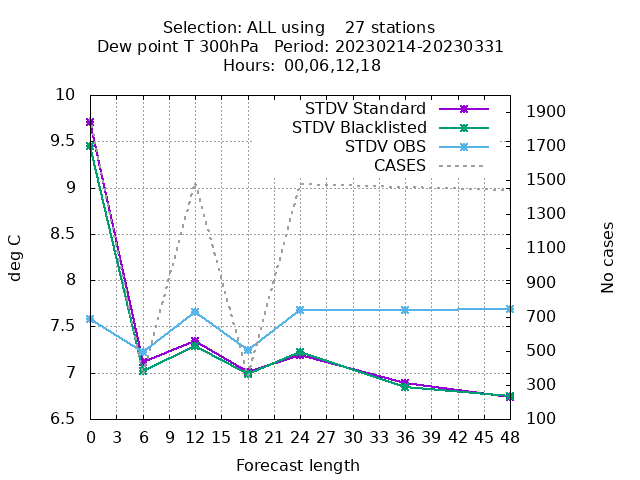 Selection: ALL using    27 stations
Dew point T 300hPa   Period: 20230214-20230331
Hours: 00,06,12,18
STDV Standard
STDV Blacklisted
STDV OBS
CASES
deg C
10
9.5
9
8.5
8
7.5
7
6.5
1900
1700
1500
1300
1100
900
700
500
300
100
No cases
0 3 6 9 12 15 18 21 24 27 30 33 36 39 42 45 48
Forecast length